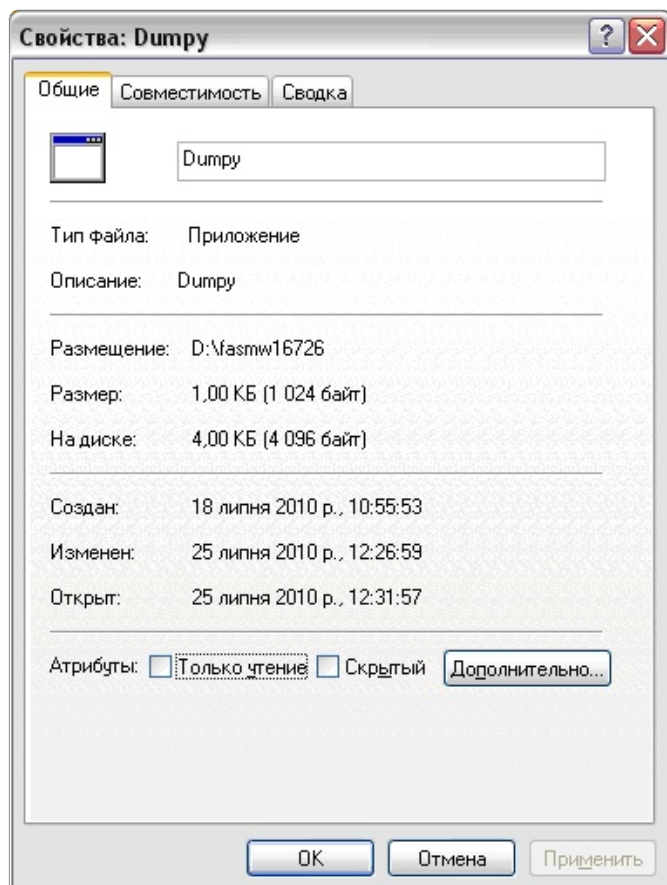 Свойства: Dumpy
Общие Совместимость Сводка
Dumpy
Тип файла: Приложение
Описание: Dumpy
Размещение: D:\fasmw16726
Размер: 1,00 КБ (1 024 байт)
На диске: 4,00 КБ (4 096 байт)
Создан: 18 липня 2010 р., 10:55:53
Изменен: 25 липня 2010 р., 12:26:59
Открыт: 25 липня 2010 р., 12:31:57
Атрибуты: Только чтение Скрытый Дополнительно...
ОК Отмена Применить